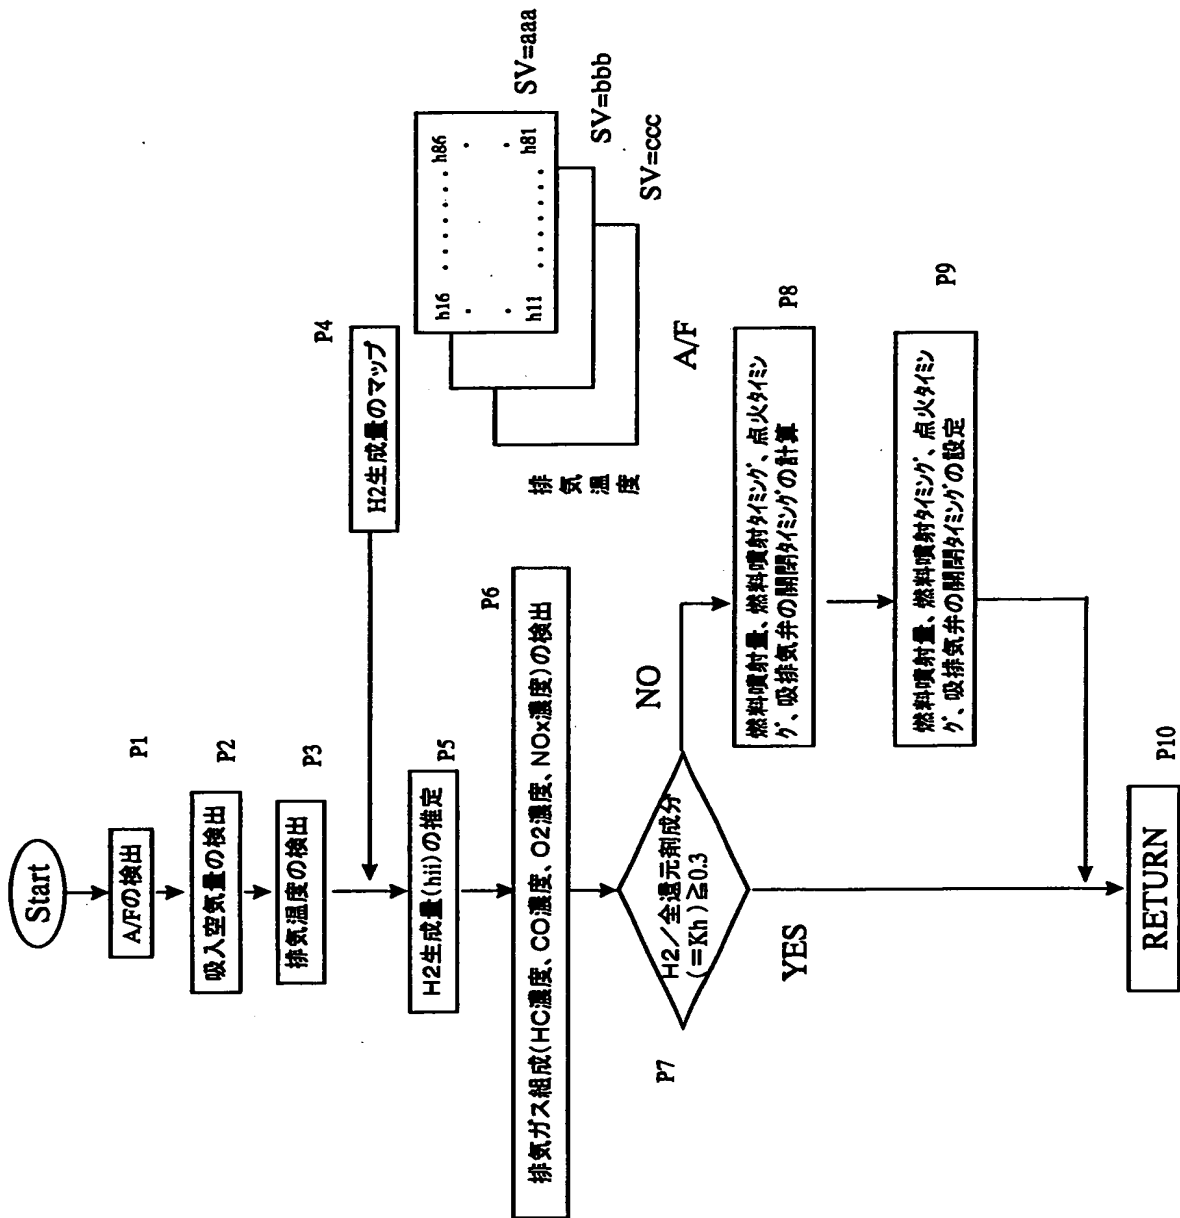 Start
A/Fの検出
P1
吸入空気量の検出
P2
排気温度の検出
P3
H2生成量のマップ
P4
H2生成量(hii)の推定
P5
h16 ・・・・・・・ h86
・ ・
・ ・
h11 ・・・・・・・ h81
SV=aaa
SV=bbb
SV=ccc
排気温度
A/F
排気ガス組成(HC濃度、CO濃度、O2濃度、NOx濃度)の検出
P6
H2／全還元剤成分
(=Kh)≧0.3
P7
NO
YES
燃料噴射量、燃料噴射タイミング、点火タイミン
グ、吸排気弁の開閉タイミングの計算
P8
燃料噴射量、燃料噴射タイミング、点火タイミン
グ、吸排気弁の開閉タイミングの設定
P9
RETURN
P10